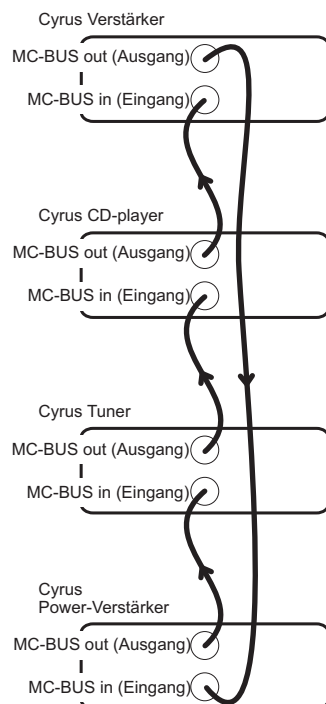 Cyrus Verstärker
MC-BUS out (Ausgang)
MC-BUS in (Eingang)
Cyrus CD-player
MC-BUS out (Ausgang)
MC-BUS in (Eingang)
Cyrus Tuner
MC-BUS out (Ausgang)
MC-BUS in (Eingang)
Cyrus
Power-Verstärker
MC-BUS out (Ausgang)
MC-BUS in (Eingang)